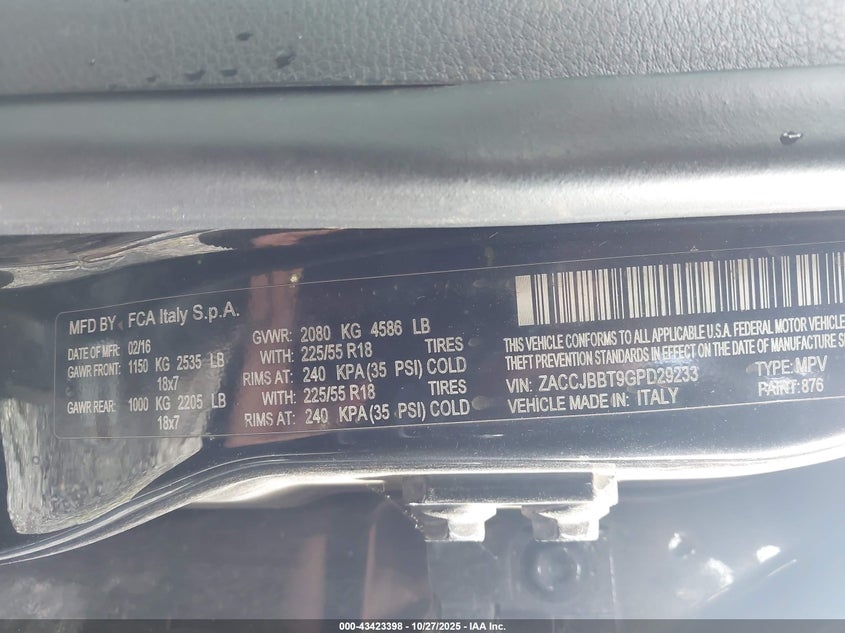 MFD BY FCA Italy S.p.A.
DATE OF MFR: 02/16
GAWR FRONT: 1150 KG 2535 LB
18x7
GAWR REAR: 1000 KG 2205 LB
18x7
GVWR: 2080 KG 4586 LB
WITH: 225/55 R18 TIRES
RIMS AT: 240 KPA (35 PSI) COLD
WITH: 225/55 R18 TIRES
RIMS AT: 240 KPA (35 PSI) COLD
THIS VEHICLE CONFORMS TO ALL APPLICABLE U.S.A. FEDERAL MOTOR VEHICLE
SAFETY STANDARDS IN EFFECT ON THE DATE OF MANUFACTURE
VIN: ZACCJBBT9GPD29233 TYPE: MPV
VEHICLE MADE IN: ITALY PAINT: 876
000-43423398 - 10/27/2025 - IAA Inc.